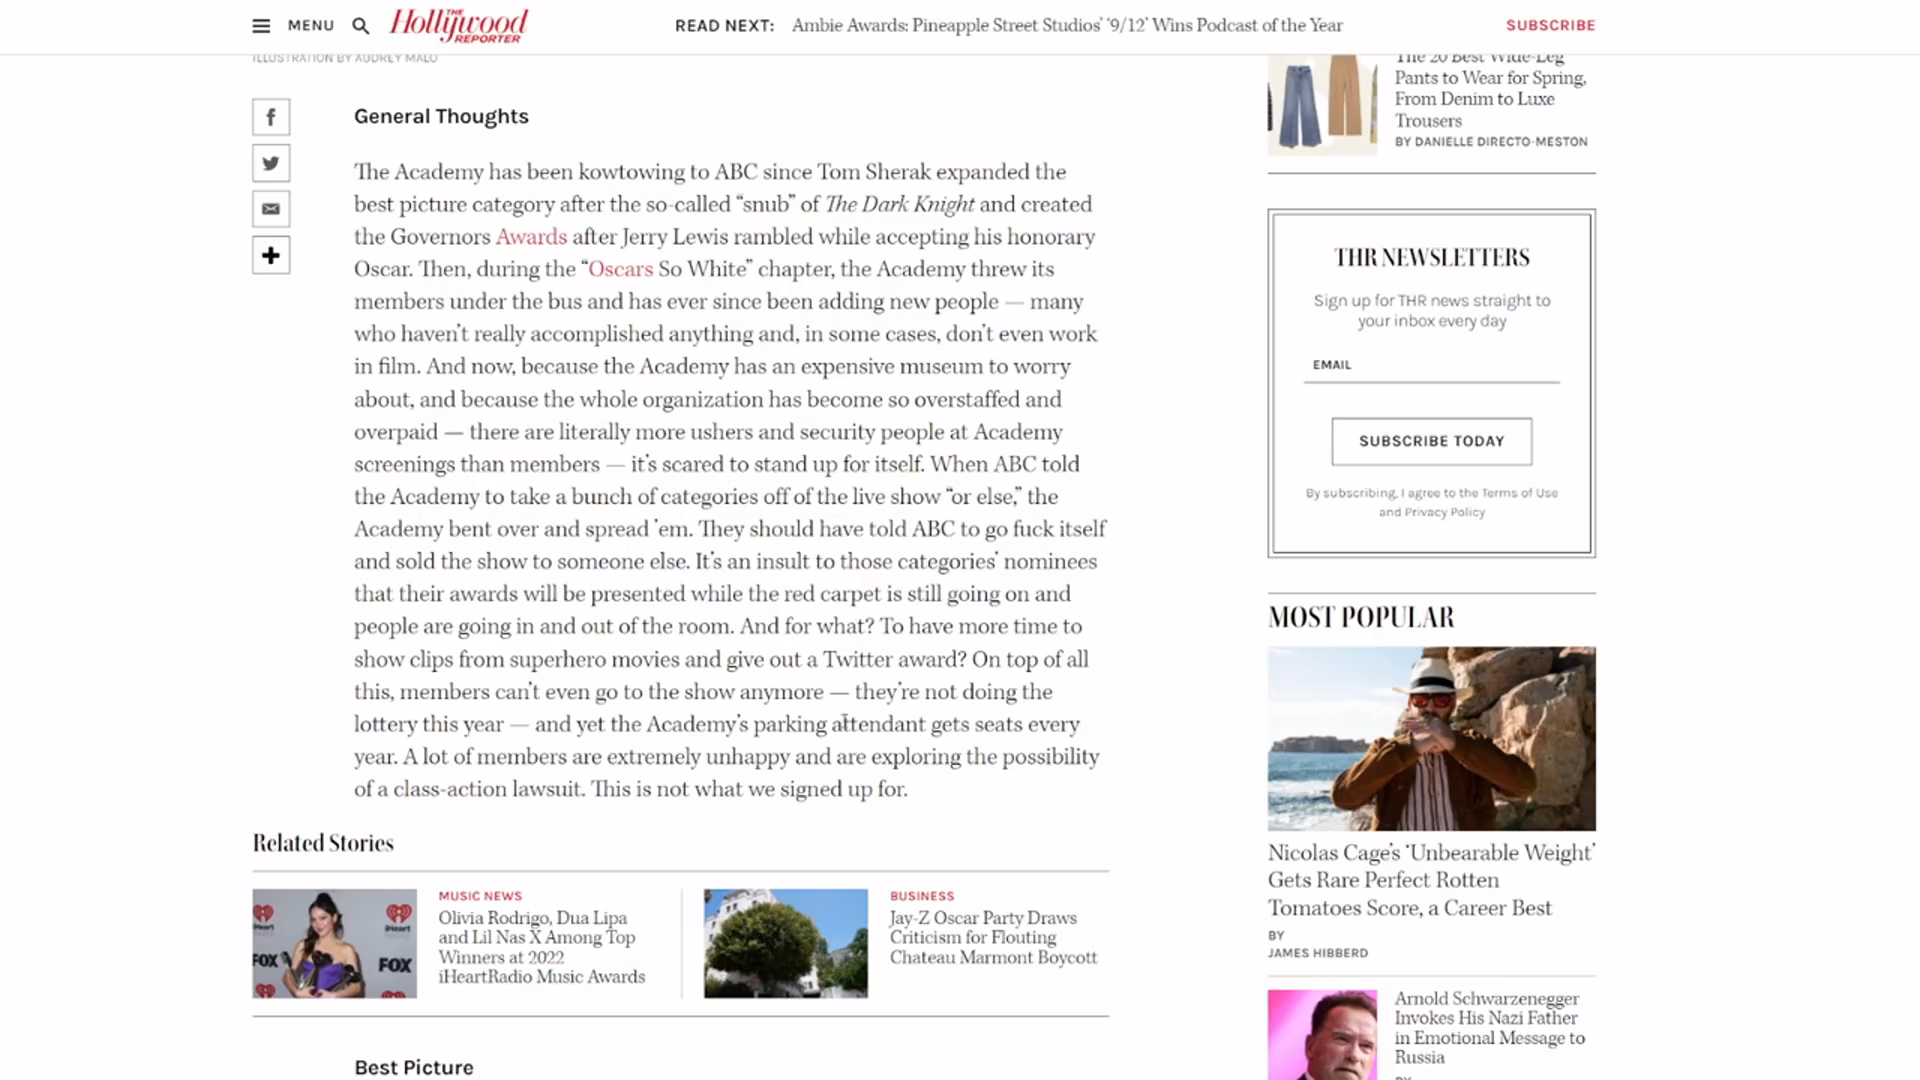 MENU
THE
Hollywood
REPORTER
READ NEXT: Ambie Awards: Pineapple Street Studios’ ‘9/12’ Wins Podcast of the Year
SUBSCRIBE
ILLUSTRATION BY AUDREY MALO
General Thoughts
The Academy has been kowtowing to ABC since Tom Sherak expanded the
best picture category after the so-called “snub” of The Dark Knight and created
the Governors Awards after Jerry Lewis rambled while accepting his honorary
Oscar. Then, during the “Oscars So White” chapter, the Academy threw its
members under the bus and has ever since been adding new people — many
who haven’t really accomplished anything and, in some cases, don’t even work
in film. And now, because the Academy has an expensive museum to worry
about, and because the whole organization has become so overstaffed and
overpaid — there are literally more ushers and security people at Academy
screenings than members — it’s scared to stand up for itself. When ABC told
the Academy to take a bunch of categories off of the live show “or else,” the
Academy bent over and spread ’em. They should have told ABC to go fuck itself
and sold the show to someone else. It’s an insult to those categories’ nominees
that their awards will be presented while the red carpet is still going on and
people are going in and out of the room. And for what? To have more time to
show clips from superhero movies and give out a Twitter award? On top of all
this, members can’t even go to the show anymore — they’re not doing the
lottery this year — and yet the Academy’s parking attendant gets seats every
year. A lot of members are extremely unhappy and are exploring the possibility
of a class-action lawsuit. This is not what we signed up for.
Related Stories
iHeart
FOX
FOX
MUSIC NEWS
Olivia Rodrigo, Dua Lipa
and Lil Nas X Among Top
Winners at 2022
iHeartRadio Music Awards
BUSINESS
Jay-Z Oscar Party Draws
Criticism for Flouting
Chateau Marmont Boycott
Best Picture
The 20 Best Wide-Leg
Pants to Wear for Spring,
From Denim to Luxe
Trousers
BY DANIELLE DIRECTO-MESTON
THR NEWSLETTERS
Sign up for THR news straight to
your inbox every day
EMAIL
SUBSCRIBE TODAY
By subscribing, I agree to the Terms of Use
and Privacy Policy
MOST POPULAR
Nicolas Cage’s ‘Unbearable Weight’
Gets Rare Perfect Rotten
Tomatoes Score, a Career Best
BY
JAMES HIBBERD
Arnold Schwarzenegger
Invokes His Nazi Father
in Emotional Message to
Russia
BY